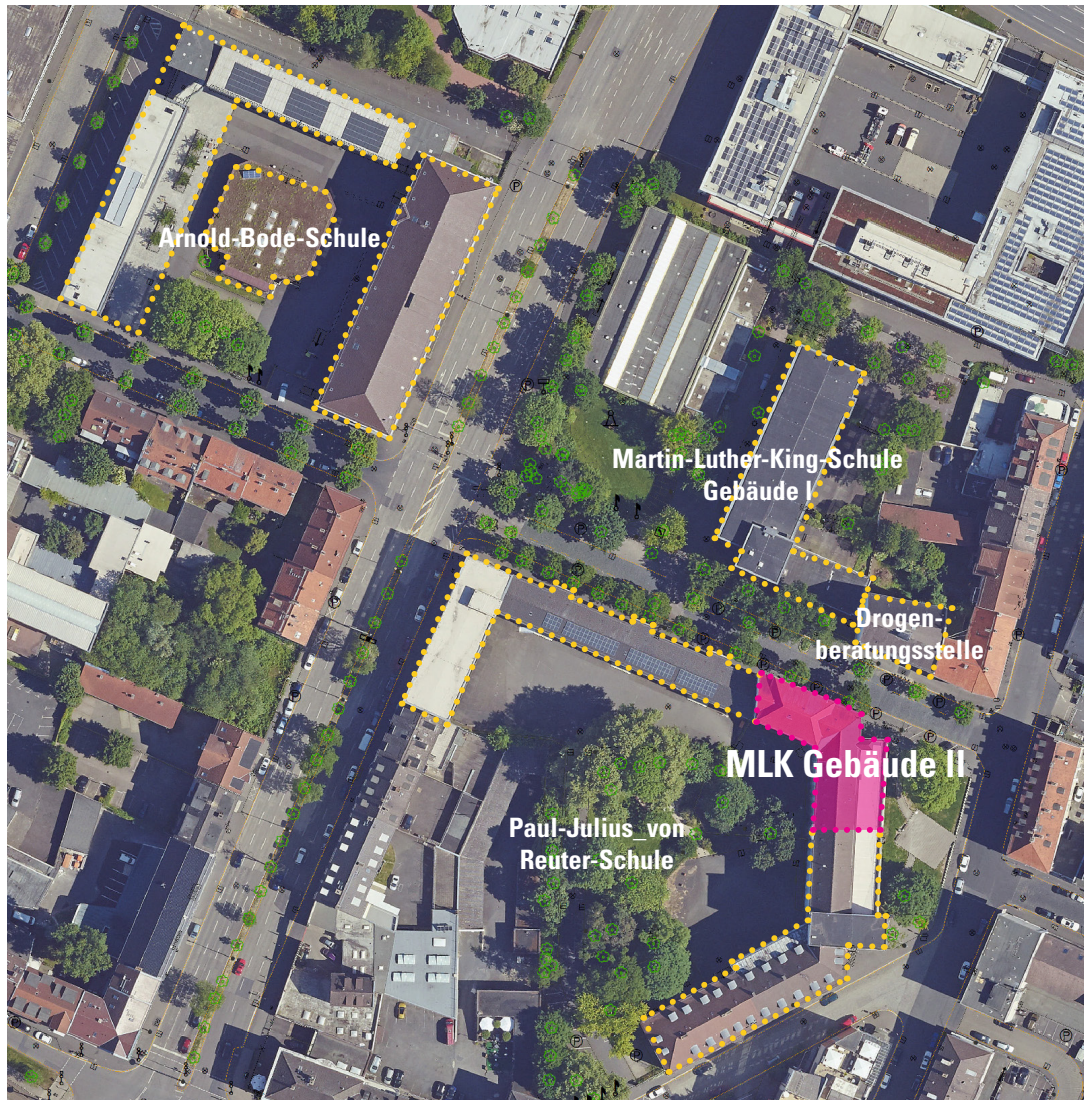 Arnold-Bode-Schule
Martin-Luther-King-Schule
Gebäude I
Drogen-
beratungsstelle
MLK Gebäude II
Paul-Julius_von
Reuter-Schule